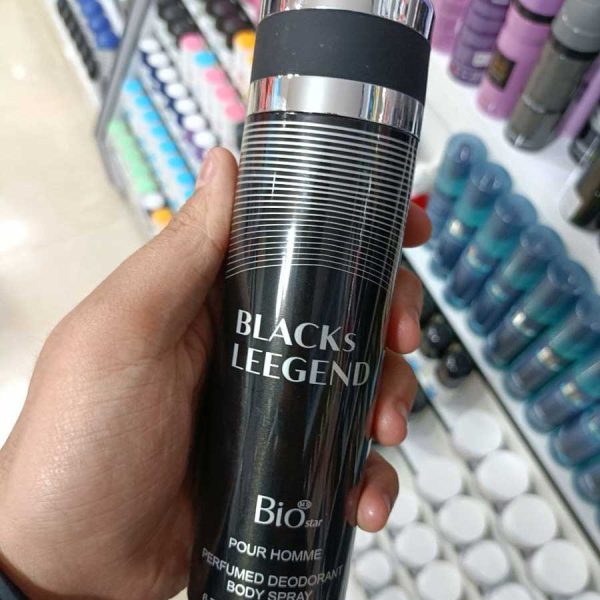 BLACKs
LEEGEND
Bio star
POUR HOMME
PERFUMED DEODORANT
BODY SPRAY